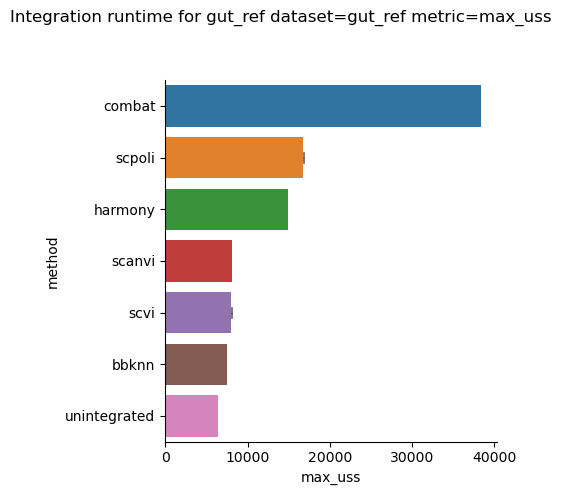 Integration runtime for gut_ref dataset=gut_ref metric=max_uss
combat
scpoli
harmony
scanvi
scvi
bbknn
unintegrated
method
0 10000 20000 30000 40000
max_uss